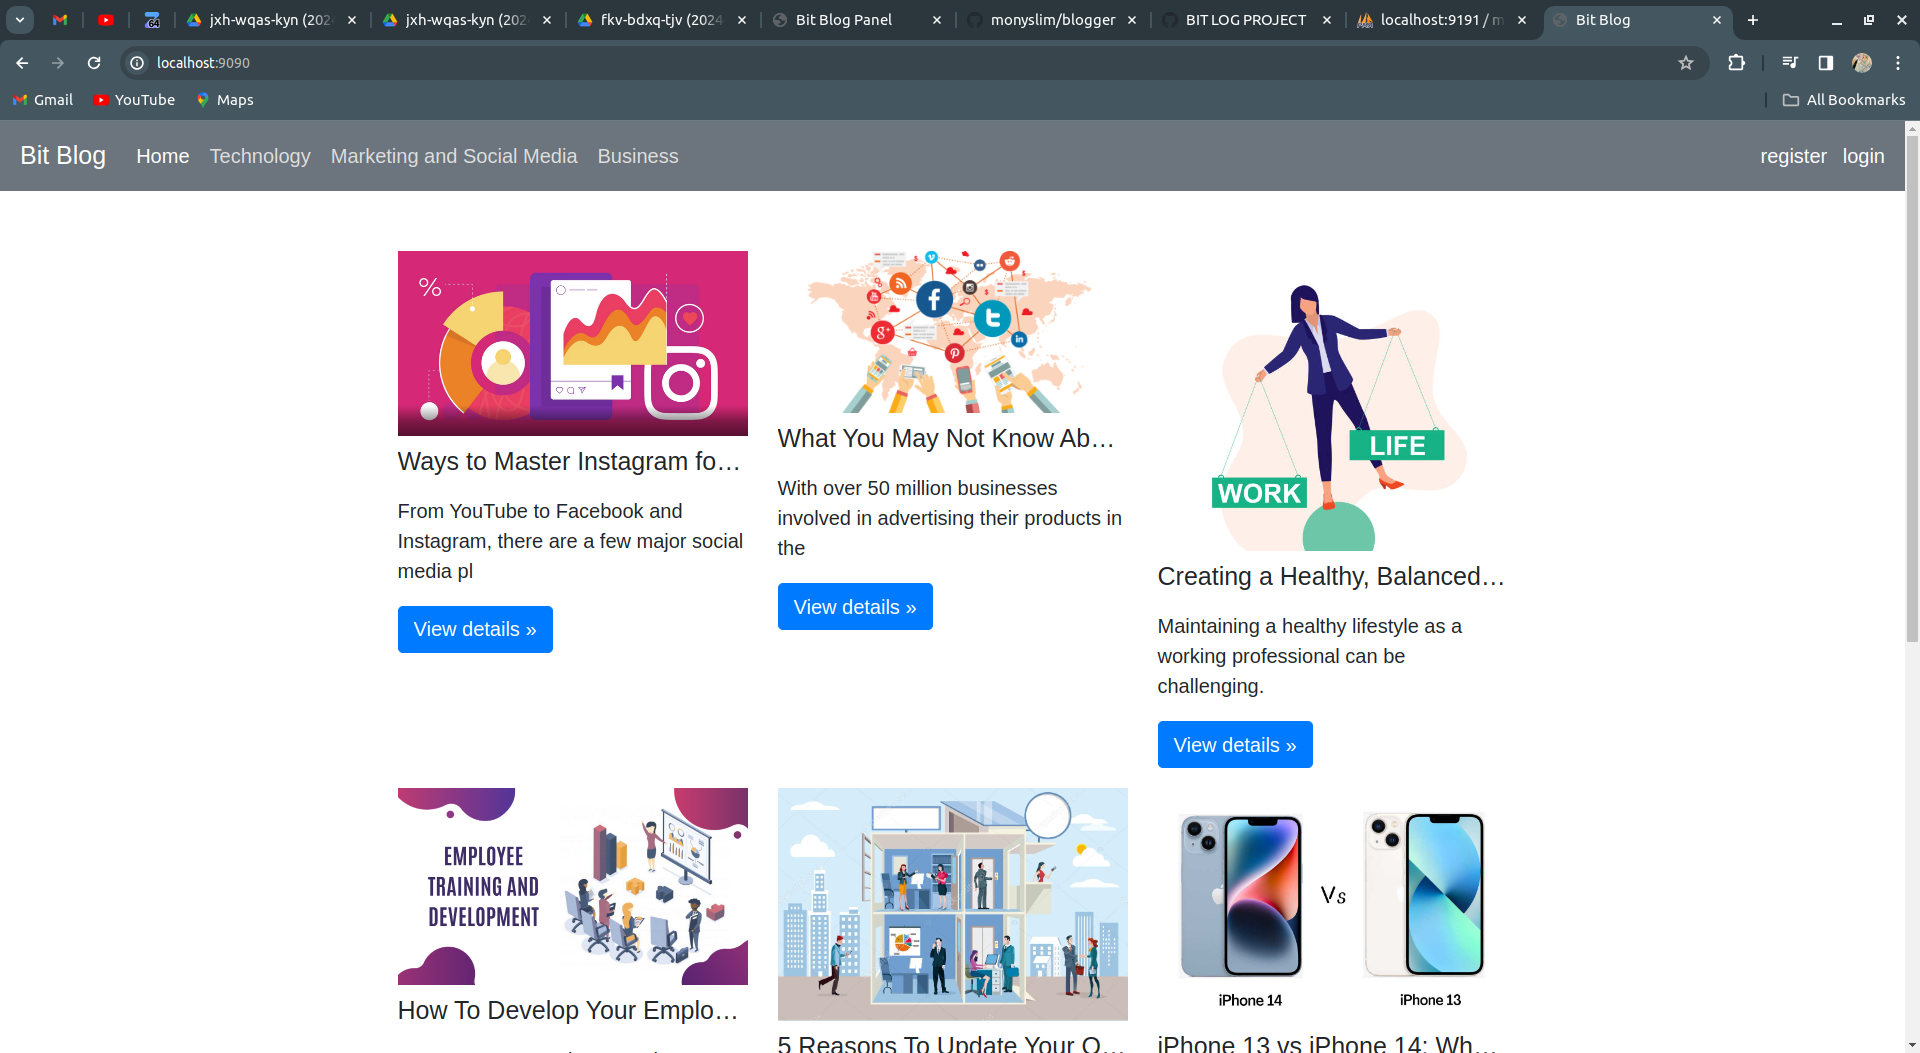 jxh-wqas-kyn (202
jxh-wqas-kyn (202
fkv-bdxq-tjv (2024
Bit Blog Panel
monyslim/blogger
BIT LOG PROJECT
localhost:9191 / m
Bit Blog
localhost:9090
Gmail
YouTube
Maps
All Bookmarks
Bit Blog
Home
Technology
Marketing and Social Media
Business
register
login
%
Ways to Master Instagram fo...
From YouTube to Facebook and
Instagram, there are a few major social
media pl
View details »
What You May Not Know Ab...
With over 50 million businesses
involved in advertising their products in
the
View details »
LIFE
WORK
Creating a Healthy, Balanced...
Maintaining a healthy lifestyle as a
working professional can be
challenging.
View details »
EMPLOYEE
TRAINING AND
DEVELOPMENT
How To Develop Your Emplo...
5 Reasons To Update Your O...
Vs
iPhone 14
iPhone 13
iPhone 13 vs iPhone 14: Wh...